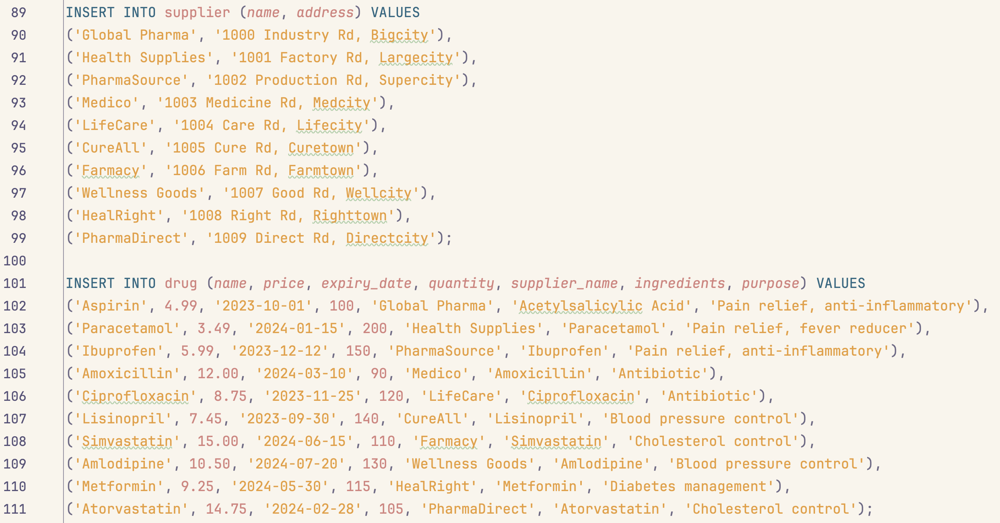 89 INSERT INTO supplier (name, address) VALUES
90 ('Global Pharma', '1000 Industry Rd, Bigcity'),
91 ('Health Supplies', '1001 Factory Rd, Largecity'),
92 ('PharmaSource', '1002 Production Rd, Supercity'),
93 ('Medico', '1003 Medicine Rd, Medcity'),
94 ('LifeCare', '1004 Care Rd, Lifecity'),
95 ('CureAll', '1005 Cure Rd, Curetown'),
96 ('Farmacy', '1006 Farm Rd, Farmtown'),
97 ('Wellness Goods', '1007 Good Rd, Wellcity'),
98 ('HealRight', '1008 Right Rd, Righttown'),
99 ('PharmaDirect', '1009 Direct Rd, Directcity');
100
101 INSERT INTO drug (name, price, expiry_date, quantity, supplier_name, ingredients, purpose) VALUES
102 ('Aspirin', 4.99, '2023-10-01', 100, 'Global Pharma', 'Acetylsalicylic Acid', 'Pain relief, anti-inflammatory'),
103 ('Paracetamol', 3.49, '2024-01-15', 200, 'Health Supplies', 'Paracetamol', 'Pain relief, fever reducer'),
104 ('Ibuprofen', 5.99, '2023-12-12', 150, 'PharmaSource', 'Ibuprofen', 'Pain relief, anti-inflammatory'),
105 ('Amoxicillin', 12.00, '2024-03-10', 90, 'Medico', 'Amoxicillin', 'Antibiotic'),
106 ('Ciprofloxacin', 8.75, '2023-11-25', 120, 'LifeCare', 'Ciprofloxacin', 'Antibiotic'),
107 ('Lisinopril', 7.45, '2023-09-30', 140, 'CureAll', 'Lisinopril', 'Blood pressure control'),
108 ('Simvastatin', 15.00, '2024-06-15', 110, 'Farmacy', 'Simvastatin', 'Cholesterol control'),
109 ('Amlodipine', 10.50, '2024-07-20', 130, 'Wellness Goods', 'Amlodipine', 'Blood pressure control'),
110 ('Metformin', 9.25, '2024-05-30', 115, 'HealRight', 'Metformin', 'Diabetes management'),
111 ('Atorvastatin', 14.75, '2024-02-28', 105, 'PharmaDirect', 'Atorvastatin', 'Cholesterol control');